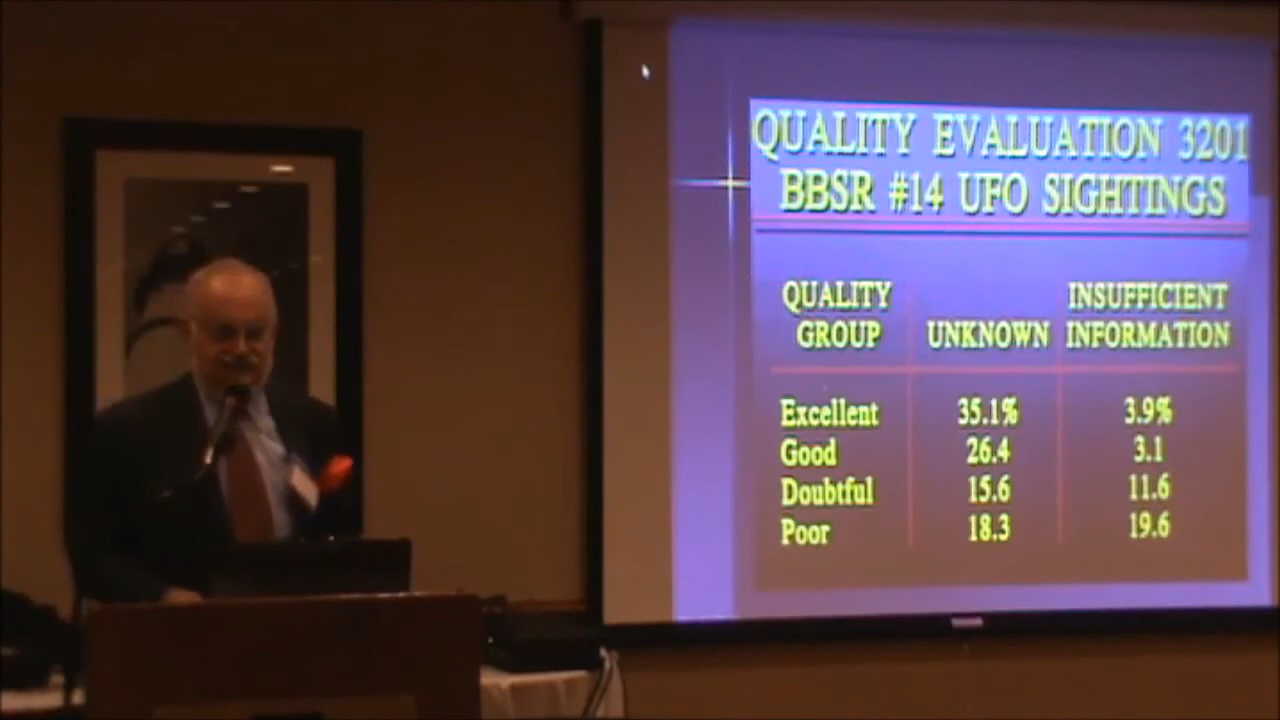 QUALITY EVALUATION 3201
BBSR #14 UFO SIGHTINGS
QUALITY GROUP UNKNOWN INSUFFICIENT INFORMATION
Excellent 35.1% 3.9%
Good 26.4 3.1
Doubtful 15.6 11.6
Poor 18.3 19.6